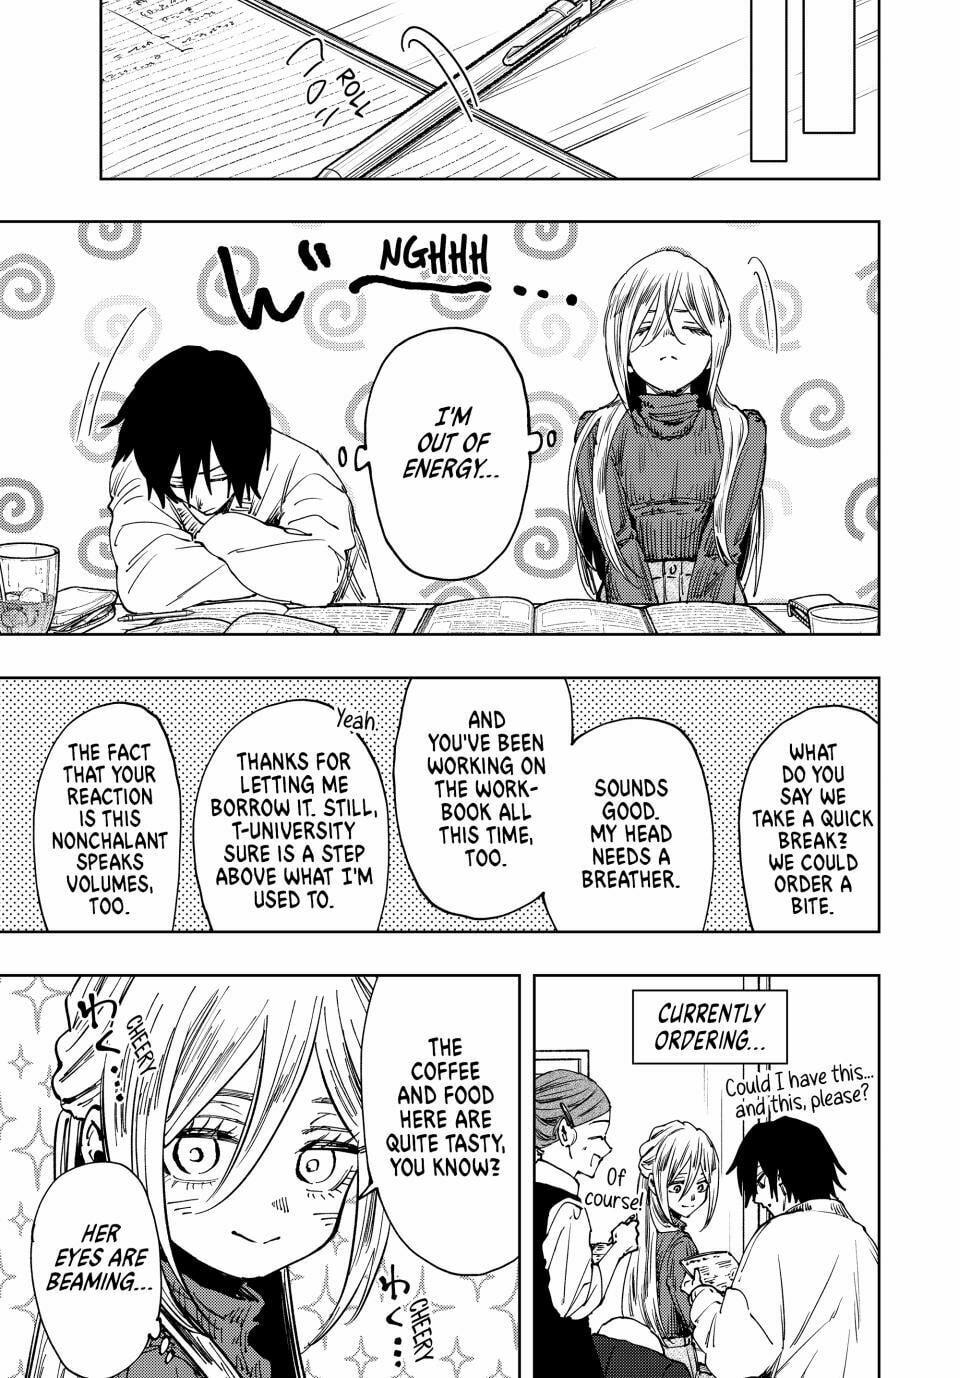 ROLL
ロ
んﾞ
NGHHH
I'M
OUT OF
ENERGY...
WHAT
DO YOU
SAY WE
TAKE A QUICK
BREAK?
WE COULD
ORDER A
BITE.
SOUNDS
GOOD.
MY HEAD
NEEDS A
BREATHER.
AND
YOU'VE BEEN
WORKING ON
THE WORK-
BOOK ALL
THIS TIME,
TOO.
Yeah.
THANKS FOR
LETTING ME
BORROW IT. STILL,
T-UNIVERSITY
SURE IS A STEP
ABOVE WHAT I'M
USED TO.
THE FACT
THAT YOUR
REACTION
IS THIS
NONCHALANT
SPEAKS
VOLUMES,
TOO.
CURRENTLY
ORDERING...
Could I have this...
and this, please?
Of
course!
THE
COFFEE
AND FOOD
HERE ARE
QUITE TASTY,
YOU KNOW?
CHEERY
わく...
HER
EYES ARE
BEAMING...
CHEERY
わく...